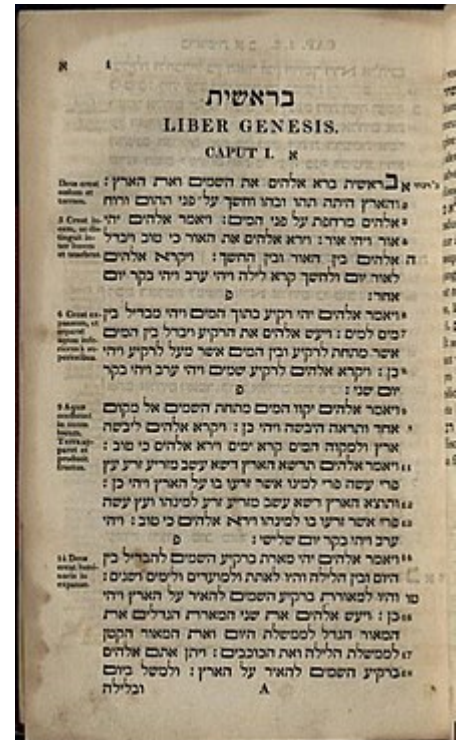 א 1
בראשית
LIBER GENESIS.
CAPUT I. א
א בראשית ברא אלהים את השמים ואת הארץ :
והארץ היתה תהו ובהו וחשך על פני תהום ורוח
אלהים מרחפת על פני המים : ויאמר אלהים יהי
אור ויהי אור : וירא אלהים את האור כי טוב ויבדל
ה אלהים בין האור ובין החשך : ויקרא אלהים
לאור יום ולחשך קרא לילה ויהי ערב ויהי בקר יום
אחד : פ
ויאמר אלהים יהי רקיע בתוך המים ויהי מבדיל בין
מים למים : ויעש אלהים את הרקיע ויבדל בין המים
אשר מתחת לרקיע ובין המים אשר מעל לרקיע ויהי
כן : ויקרא אלהים לרקיע שמים ויהי ערב ויהי בקר
יום שני : פ
ויאמר אלהים יקוו המים מתחת השמים אל מקום
אחד ותראה היבשה ויהי כן : ויקרא אלהים ליבשה
ארץ ולמקוה המים קרא ימים וירא אלהים כי טוב :
ויאמר אלהים תדשא הארץ דשא עשב מזריע זרע עץ
פרי עשה פרי למינו אשר זרעו בו על הארץ ויהי כן :
ותוצא הארץ דשא עשב מזריע זרע למינהו ועץ עשה
פרי אשר זרעו בו למינהו וירא אלהים כי טוב : ויהי
ערב ויהי בקר יום שלישי : פ
ויאמר אלהים יהי מארת ברקיע השמים להבדיל בין
היום ובין הלילה והיו לאתת ולמועדים ולימים ושנים :
טו והיו למאורת ברקיע השמים להאיר על הארץ ויהי
כן : ויעש אלהים את שני המארת הגדלים את
המאור הגדל לממשלת היום ואת המאור הקטן
לממשלת הלילה ואת הכוכבים : ויתן אתם אלהים
ברקיע השמים להאיר על הארץ : ולמשל ביום
A ובלילה
Deus creat
cælum et
terram.